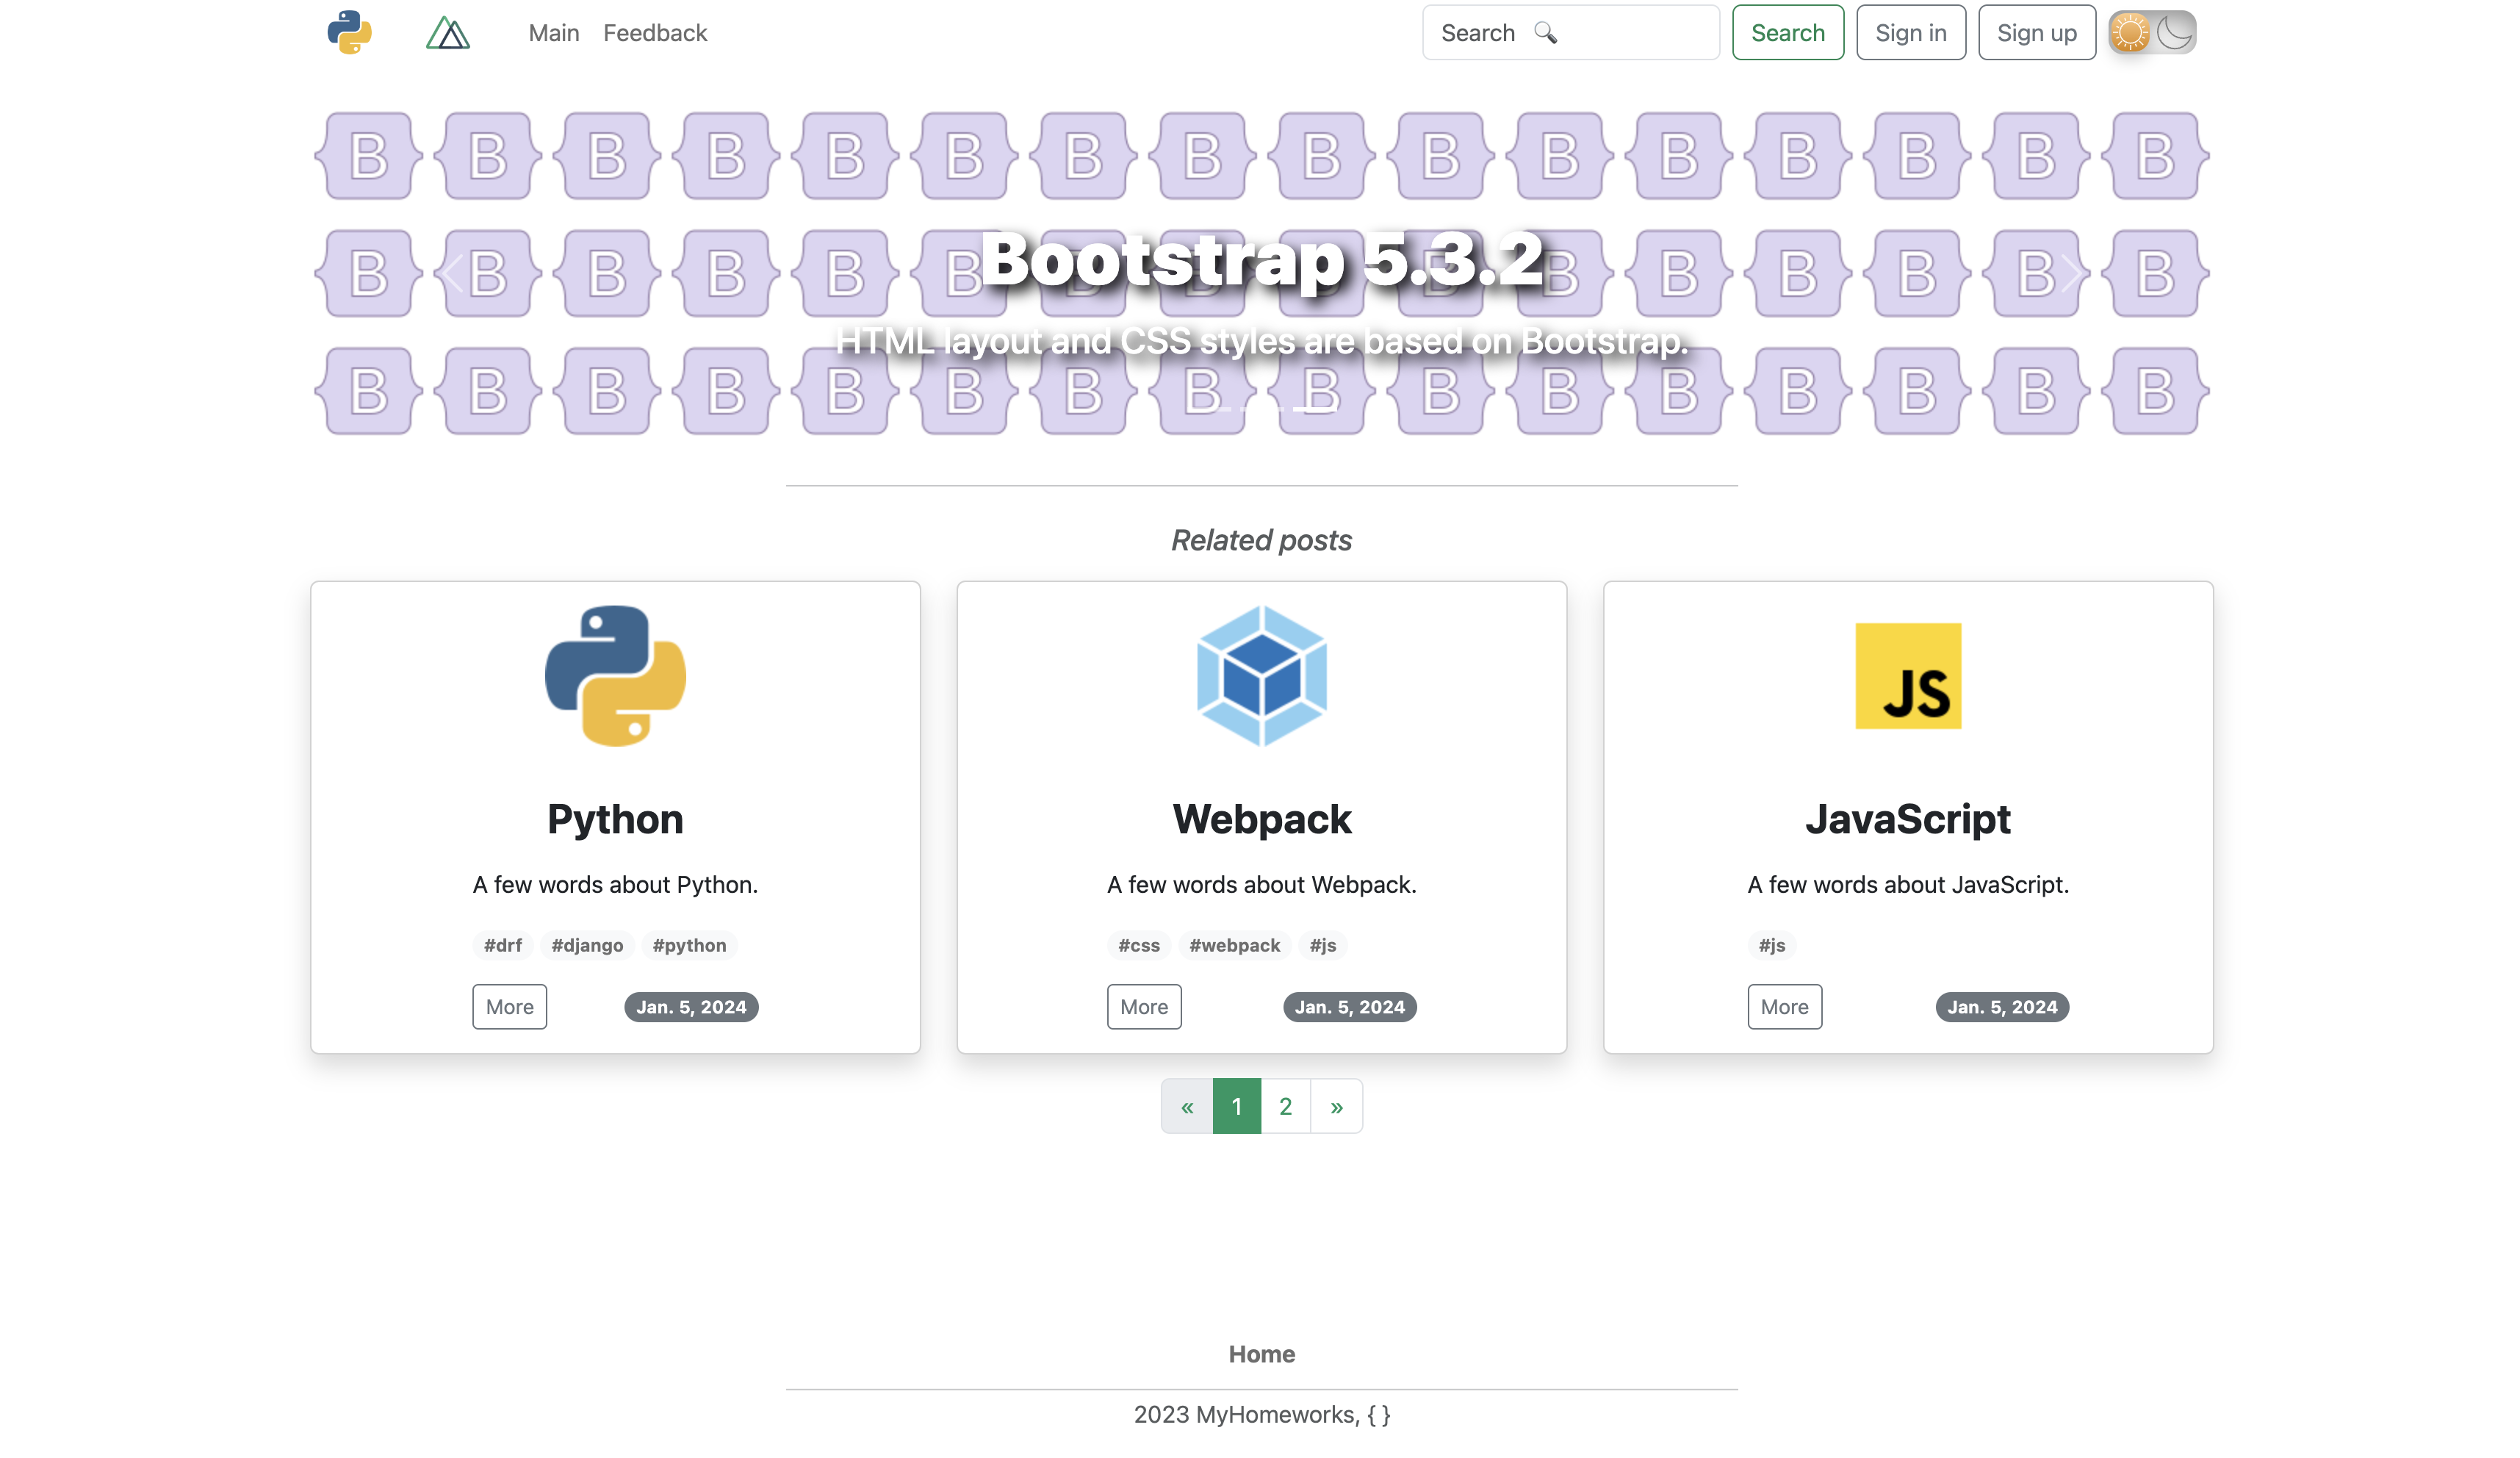 Main Feedback Search 🔍 Search Sign in Sign up
B B B B B B B B B B B B B B B B
B B B B B B B B B B B B B B B B
Bootstrap 5.3.2
HTML layout and CSS styles are based on Bootstrap.
B B B B B B B B B B B B B B B B
Related posts
JS
Python
A few words about Python.
#drf #django #python
More Jan. 5, 2024
Webpack
A few words about Webpack.
#css #webpack #js
More Jan. 5, 2024
JavaScript
A few words about JavaScript.
#js
More Jan. 5, 2024
« 1 2 »
Home
2023 MyHomeworks, { }